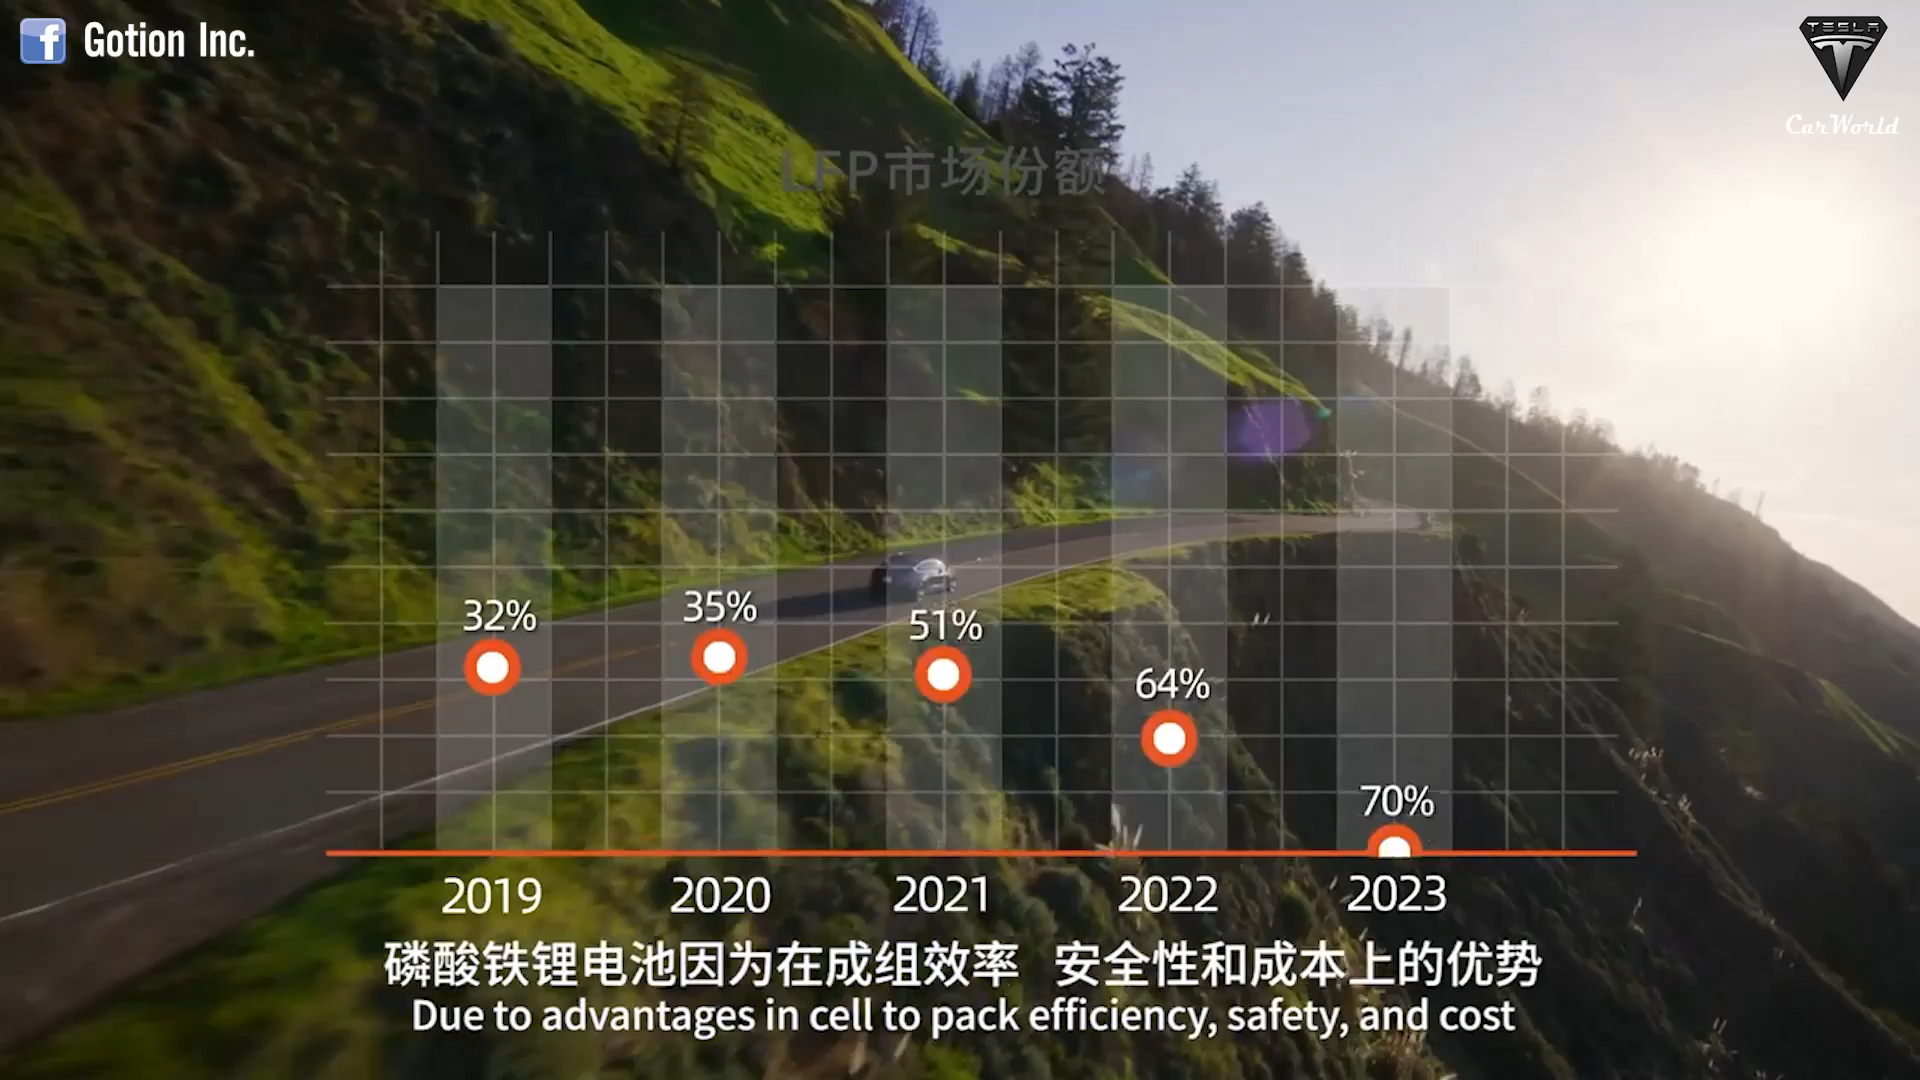 Gotion Inc.
TESLA
CarWorld
LFP市场份额
32%
35%
51%
64%
70%
2019
2020
2021
2022
2023
磷酸铁锂电池因为在成组效率 安全性和成本上的优势
Due to advantages in cell to pack efficiency, safety, and cost